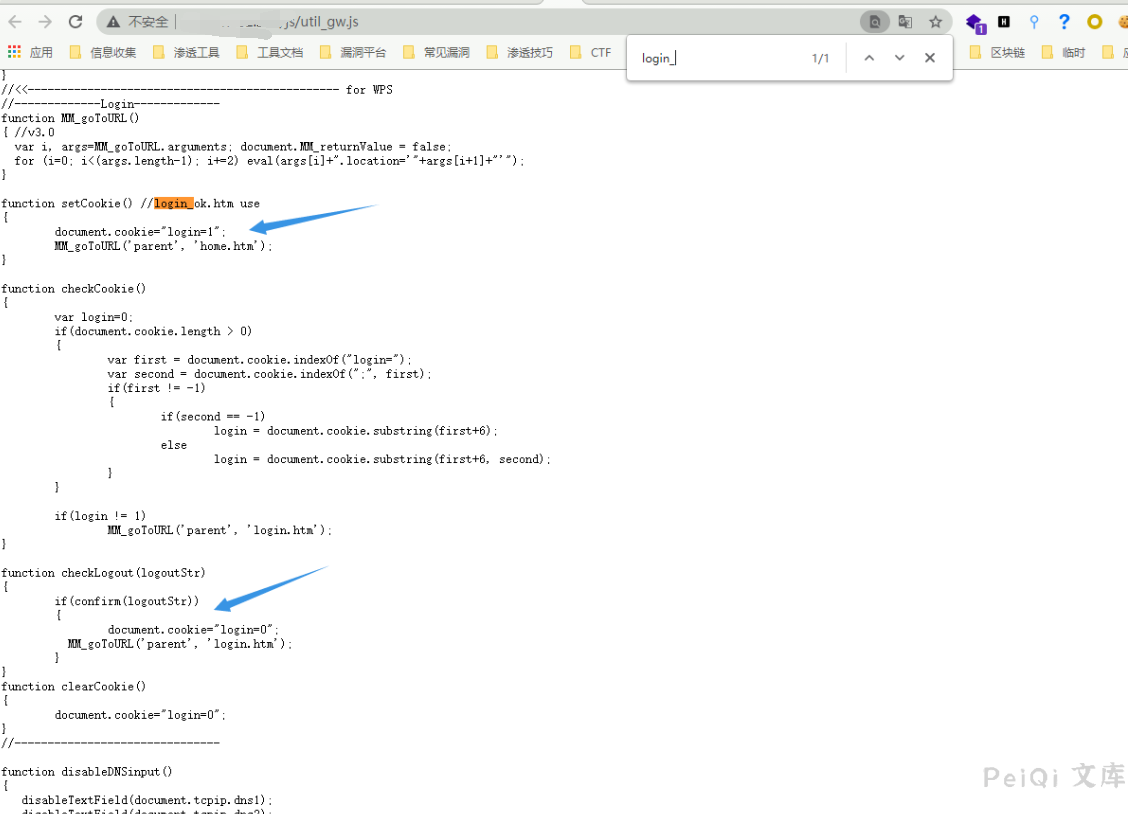 不安全 js/util_gw.js
应用 信息收集 渗透工具 工具文档 漏洞平台 常见漏洞 渗透技巧 CTF 区块链 临时
login_ 1/1
}
//<<----------------------------------------------- for WPS
//-------------Login-------------
function MM_goToURL()
{ //v3.0
var i, args=MM_goToURL.arguments; document.MM_returnValue = false;
for (i=0; i<(args.length-1); i+=2) eval(args[i]+".location='"+args[i+1]+"'");
}
function setCookie() //login_ok.htm use
{
document.cookie="login=1";
MM_goToURL('parent', 'home.htm');
}
function checkCookie()
{
var login=0;
if(document.cookie.length > 0)
{
var first = document.cookie.indexOf("login=");
var second = document.cookie.indexOf(";", first);
if(first != -1)
{
if(second == -1)
login = document.cookie.substring(first+6);
else
login = document.cookie.substring(first+6, second);
}
}
if(login != 1)
MM_goToURL('parent', 'login.htm');
}
function checkLogout(logoutStr)
{
if(confirm(logoutStr))
{
document.cookie="login=0";
MM_goToURL('parent', 'login.htm');
}
}
function clearCookie()
{
document.cookie="login=0";
}
//-------------------------------
function disableDNSinput()
{
disableTextField(document.tcpip.dns1);
disableTextField(document.tcpip.dns2);
PeiQi 文库